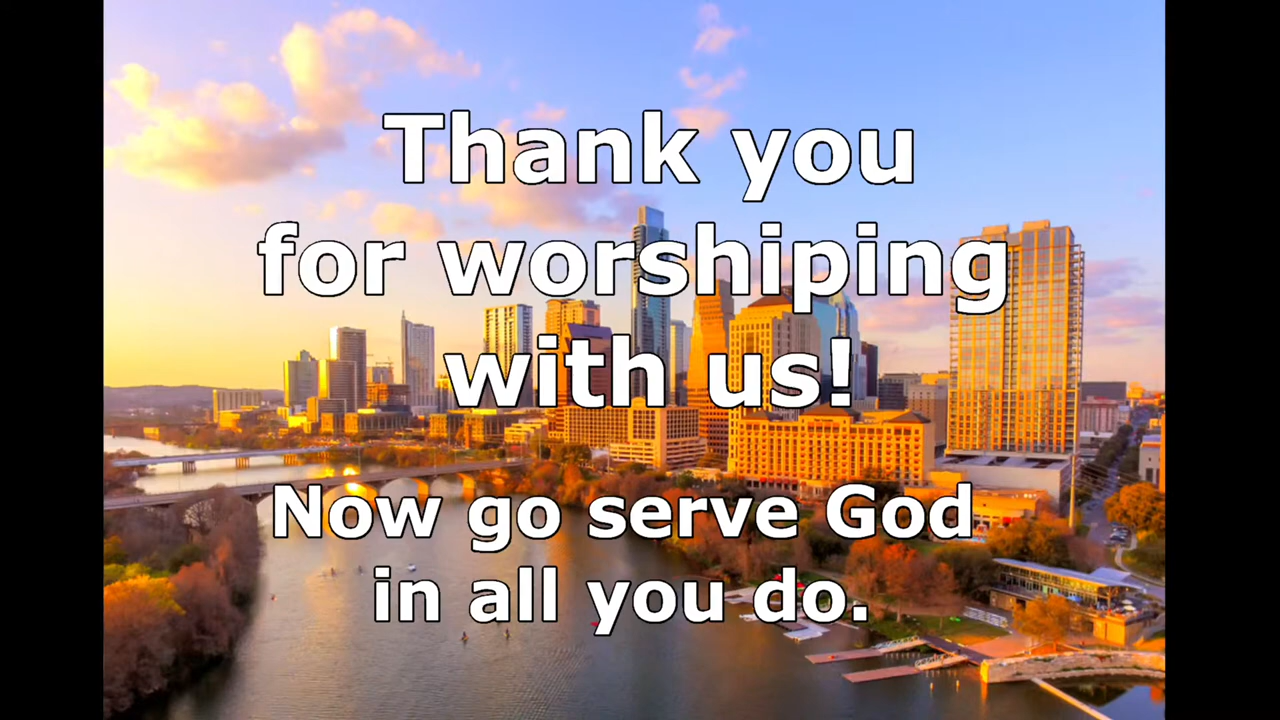 Thank you
for worshiping
with us!
Now go serve God
in all you do.